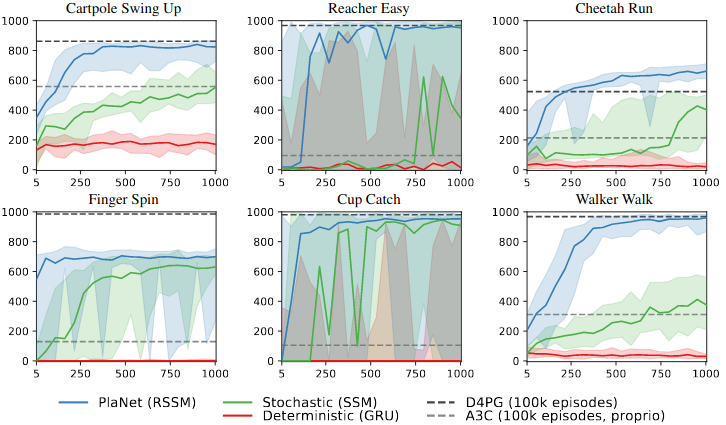 Cartpole Swing Up
Reacher Easy
Cheetah Run
1000
800
600
400
200
0
5 250 500 750 1000
1000
800
600
400
200
0
5 250 500 750 1000
1000
800
600
400
200
0
5 250 500 750 1000
Finger Spin
Cup Catch
Walker Walk
1000
800
600
400
200
0
5 250 500 750 1000
1000
800
600
400
200
0
5 250 500 750 1000
1000
800
600
400
200
0
5 250 500 750 1000
PlaNet (RSSM)
Stochastic (SSM)
Deterministic (GRU)
D4PG (100k episodes)
A3C (100k episodes, proprio)